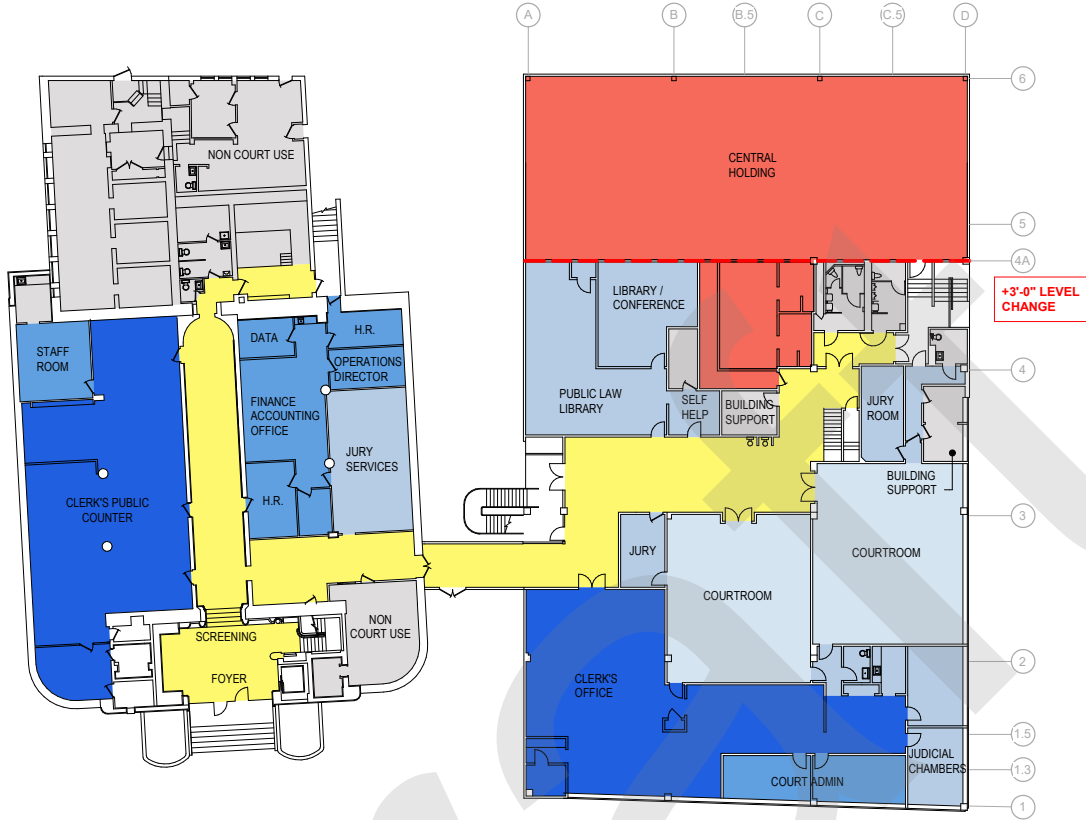 A
B
B.5
C
C.5
D
6
NON COURT USE
CENTRAL
HOLDING
5
4A
+3'-0" LEVEL
CHANGE
LIBRARY /
CONFERENCE
STAFF
ROOM
DATA
H.R.
OPERATIONS
DIRECTOR
4
FINANCE
ACCOUNTING
OFFICE
PUBLIC LAW
LIBRARY
SELF
HELP
BUILDING
SUPPORT
JURY
ROOM
JURY
SERVICES
BUILDING
SUPPORT
CLERK'S PUBLIC
COUNTER
H.R.
3
JURY
COURTROOM
COURTROOM
NON
COURT USE
SCREENING
FOYER
CLERK'S
OFFICE
2
1.5
JUDICIAL
CHAMBERS
1.3
COURT ADMIN
1